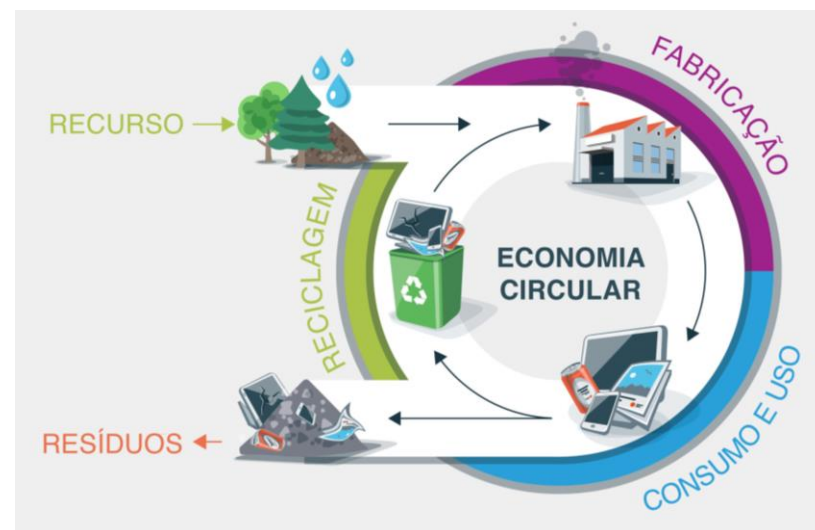 RECURSO
FABRICAÇÃO
RECICLAGEM
ECONOMIA
CIRCULAR
CONSUMO E USO
RESÍDUOS